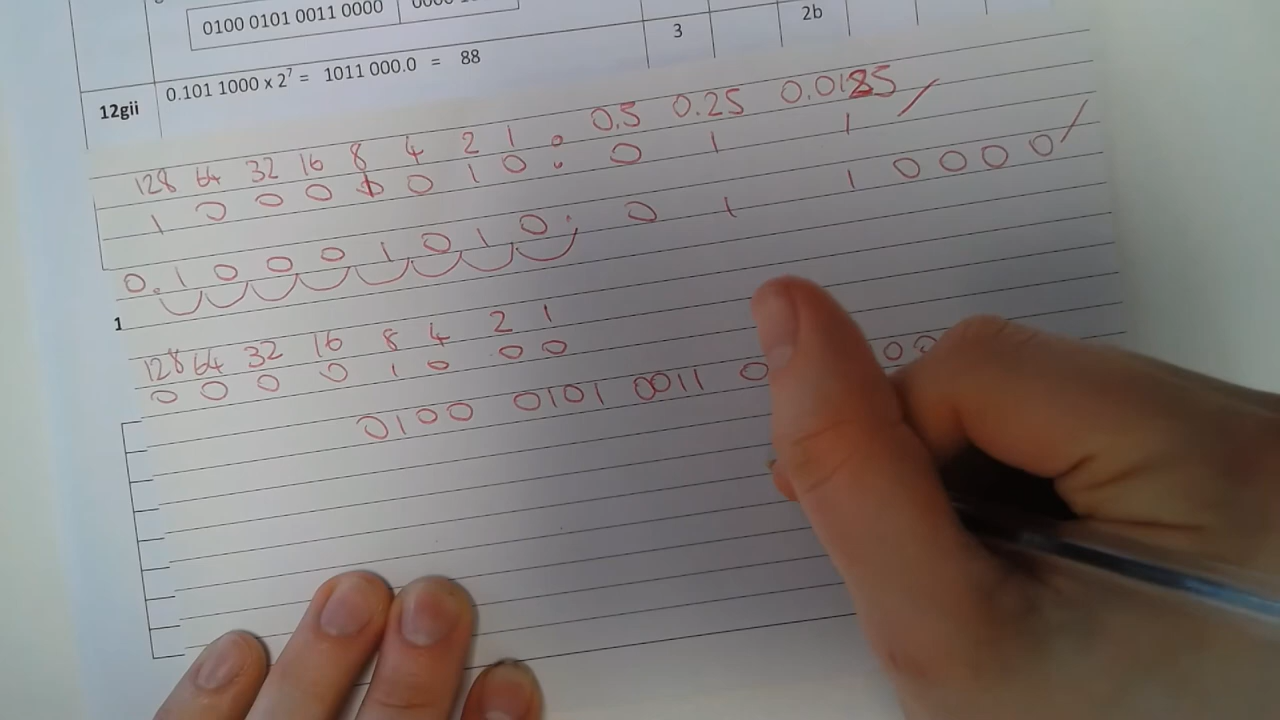 0100 0101 0011 0000
3 2b
12gii 0.101 1000 x 2⁷ = 1011 000.0 = 88
128 64 32 16 8 4 2 1 : 0.5 0.25 0.0125
1 0 0 0 1 0 1 0 : 0 1 1
0.1 0 0 0 1 0 1 0 . 0 1 1 0 0 0 0
1
128 64 32 16 8 4 2 1
0 0 0 0 1 0 0 0
0100 0101 0011 0 00